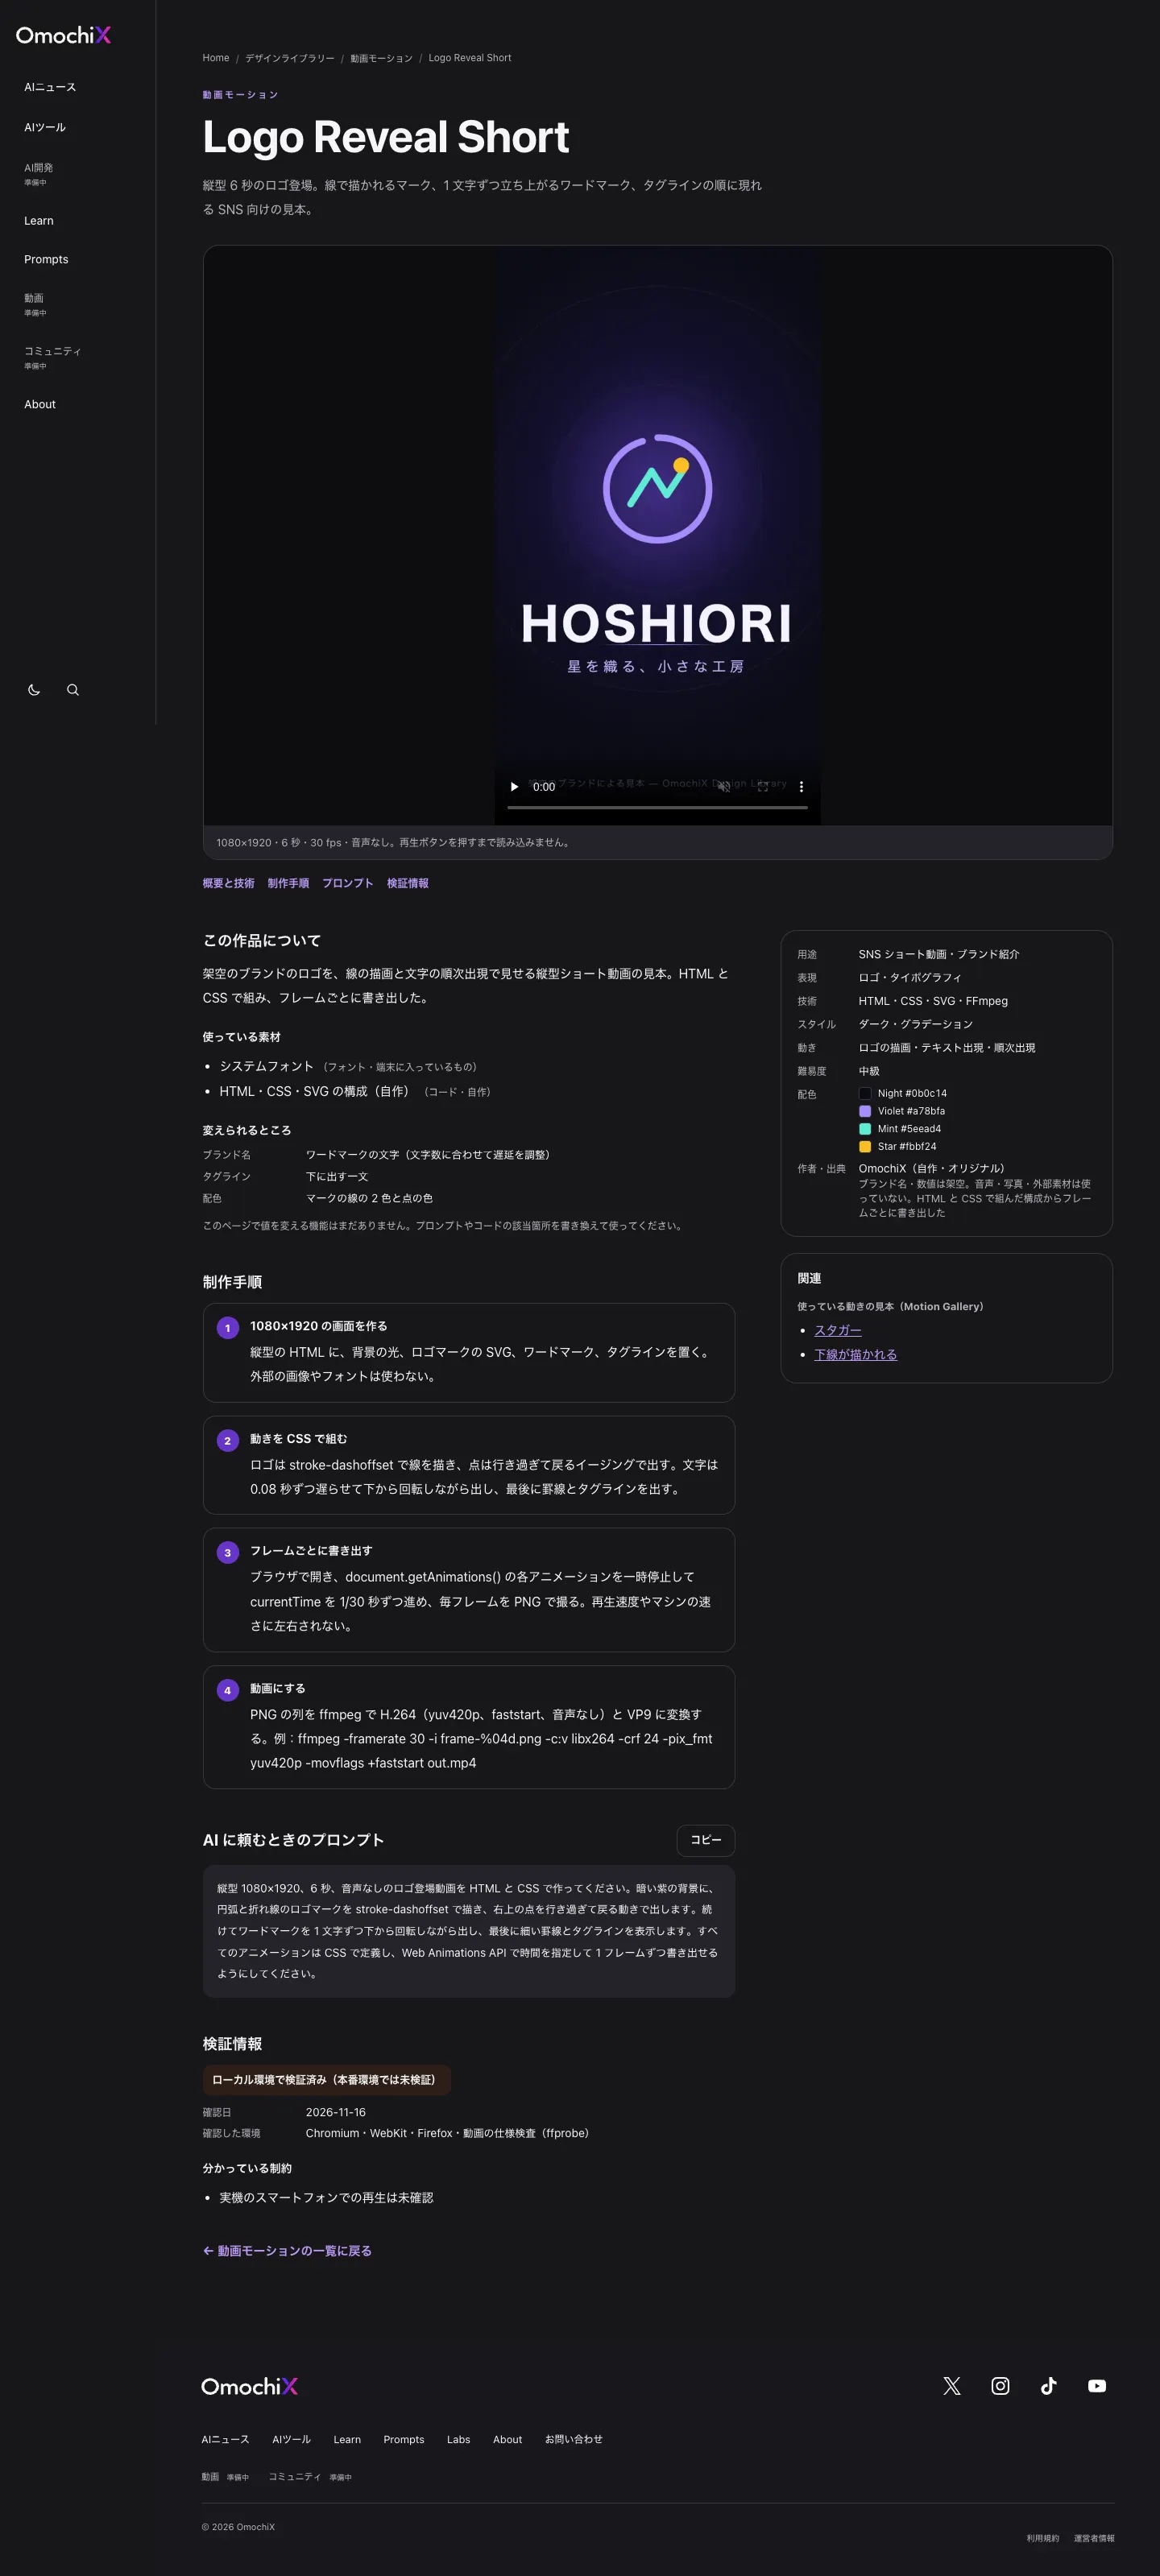 OmochiX
AIニュース
AIツール
AI開発
準備中
Learn
Prompts
動画
準備中
コミュニティ
準備中
About
Home / デザインライブラリー / 動画モーション / Logo Reveal Short
動画モーション
Logo Reveal Short
縦型 6 秒のロゴ登場。線で描かれるマーク、1 文字ずつ立ち上がるワードマーク、タグラインの順に現れ
る SNS 向けの見本。
HOSHIORI
星を織る、小さな工房
ブランドによる見本 — OmochiX Design Library
0:00
1080×1920・6 秒・30 fps・音声なし。再生ボタンを押すまで読み込みません。
概要と技術 制作手順 プロンプト 検証情報
この作品について
架空のブランドのロゴを、線の描画と文字の順次出現で見せる縦型ショート動画の見本。HTML と
CSS で組み、フレームごとに書き出した。
使っている素材
• システムフォント （フォント・端末に入っているもの）
• HTML・CSS・SVG の構成（自作） （コード・自作）
変えられるところ
ブランド名 ワードマークの文字（文字数に合わせて遅延を調整）
タグライン 下に出す一文
配色 マークの線の 2 色と点の色
このページで値を変える機能はまだありません。プロンプトやコードの該当箇所を書き換えて使ってください。
制作手順
1 1080×1920 の画面を作る
縦型の HTML に、背景の光、ロゴマークの SVG、ワードマーク、タグラインを置く。
外部の画像やフォントは使わない。
2 動きを CSS で組む
ロゴは stroke-dashoffset で線を描き、点は行き過ぎて戻るイージングで出す。文字は
0.08 秒ずつ遅らせて下から回転しながら出し、最後に罫線とタグラインを出す。
3 フレームごとに書き出す
ブラウザで開き、document.getAnimations() の各アニメーションを一時停止して
currentTime を 1/30 秒ずつ進め、毎フレームを PNG で撮る。再生速度やマシンの速
さに左右されない。
4 動画にする
PNG の列を ffmpeg で H.264（yuv420p、faststart、音声なし）と VP9 に変換す
る。例：ffmpeg -framerate 30 -i frame-%04d.png -c:v libx264 -crf 24 -pix_fmt
yuv420p -movflags +faststart out.mp4
AI に頼むときのプロンプト
コピー
縦型 1080×1920、6 秒、音声なしのロゴ登場動画を HTML と CSS で作ってください。暗い紫の背景に、
円弧と折れ線のロゴマークを stroke-dashoffset で描き、右上の点を行き過ぎて戻る動きで出します。続
けてワードマークを 1 文字ずつ下から回転しながら出し、最後に細い罫線とタグラインを表示します。すべ
てのアニメーションは CSS で定義し、Web Animations API で時間を指定して 1 フレームずつ書き出せる
ようにしてください。
検証情報
ローカル環境で検証済み（本番環境では未検証）
確認日 2026-11-16
確認した環境 Chromium・WebKit・Firefox・動画の仕様検査（ffprobe）
分かっている制約
• 実機のスマートフォンでの再生は未確認
← 動画モーションの一覧に戻る
用途 SNS ショート動画・ブランド紹介
表現 ロゴ・タイポグラフィ
技術 HTML・CSS・SVG・FFmpeg
スタイル ダーク・グラデーション
動き ロゴの描画・テキスト出現・順次出現
難易度 中級
配色 Night #0b0c14
Violet #a78bfa
Mint #5eead4
Star #fbbf24
作者・出典 OmochiX（自作・オリジナル）
ブランド名・数値は架空。音声・写真・外部素材は使
っていない。HTML と CSS で組んだ構成からフレー
ムごとに書き出した
関連
使っている動きの見本（Motion Gallery）
• スタガー
• 下線が描かれる
OmochiX
AIニュース AIツール Learn Prompts Labs About お問い合わせ
動画 準備中 コミュニティ 準備中
© 2026 OmochiX
利用規約 運営者情報